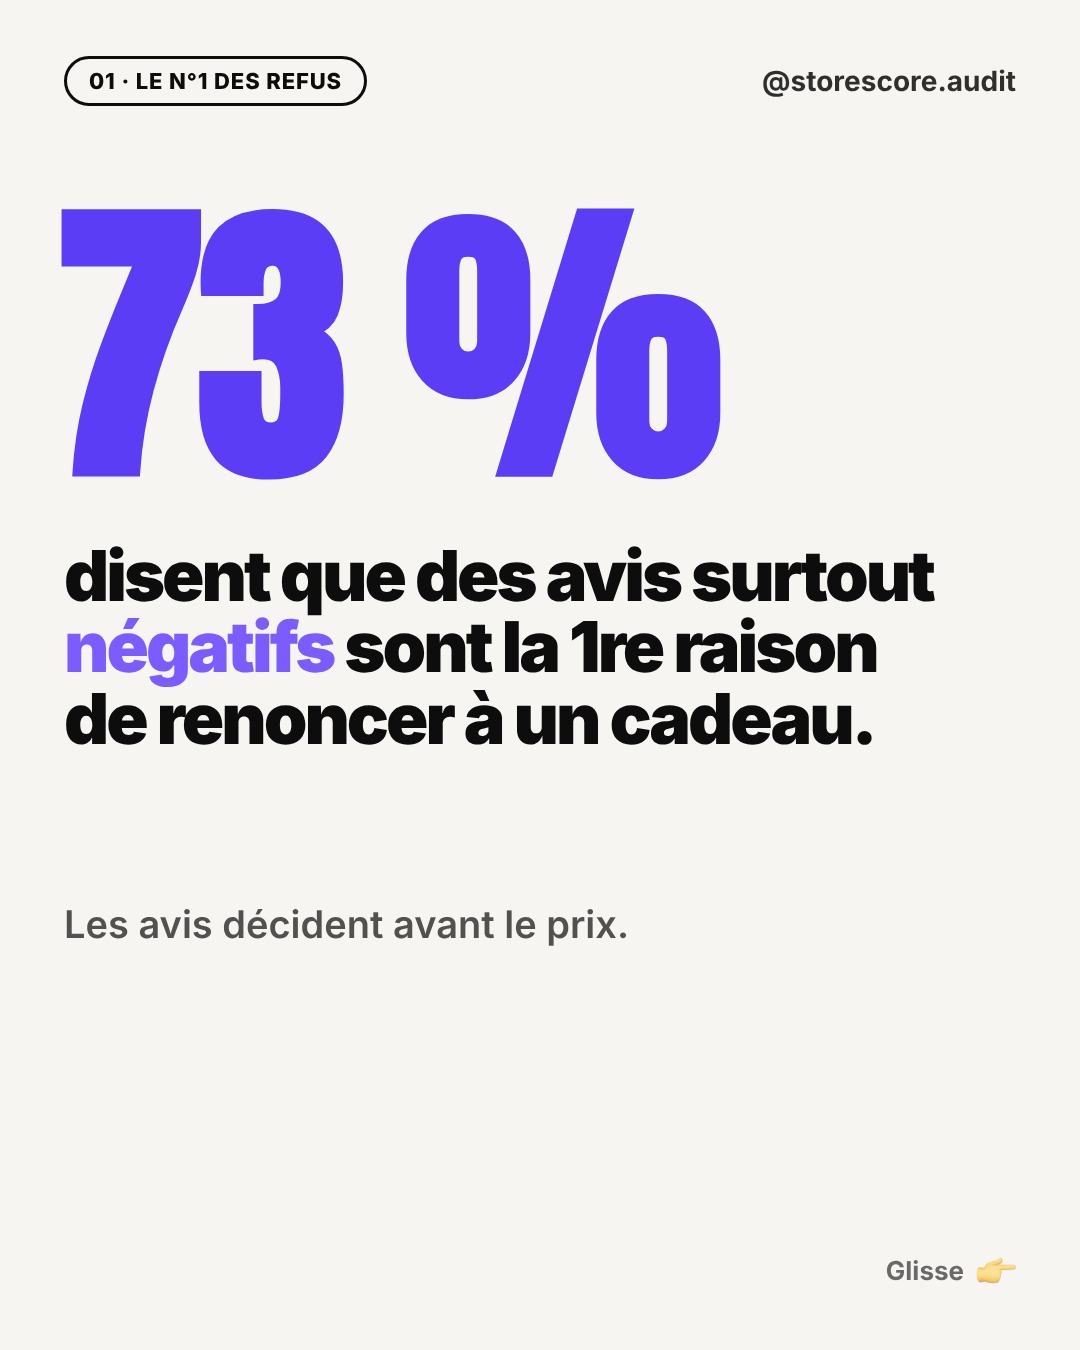 01 · LE N°1 DES REFUS
@storescore.audit
73 %
disent que des avis surtout
négatifs sont la 1re raison
de renoncer à un cadeau.
Les avis décident avant le prix.
Glisse 👉